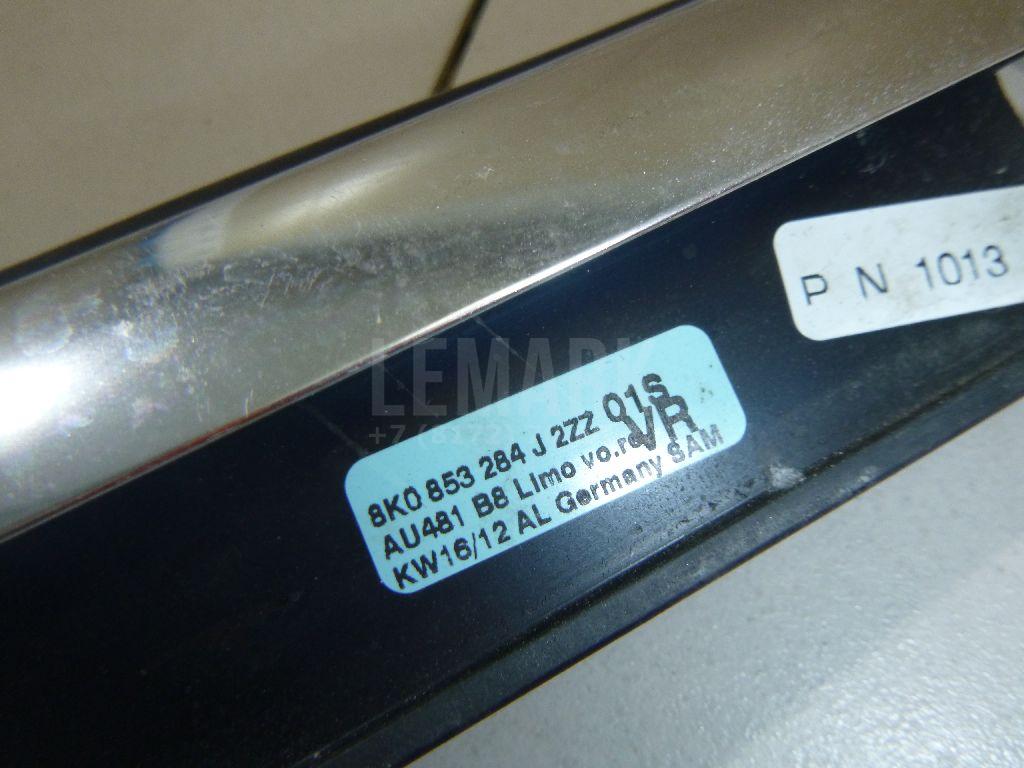 P N 1013
LEMARK
8K0 853 284 J 2ZZ 01S
AU481 B8 Limo vo.re VR
KW16/12 AL Germany SAM